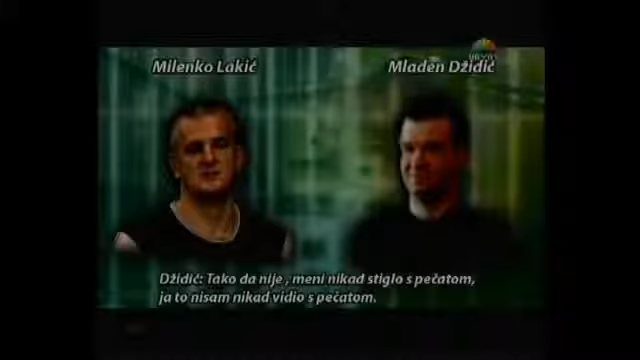 Milenko Lakić
Mladen Džidić
Džidić: Tako da nije, meni nikad stiglo s pečatom,
ja to nisam nikad vidio s pečatom.